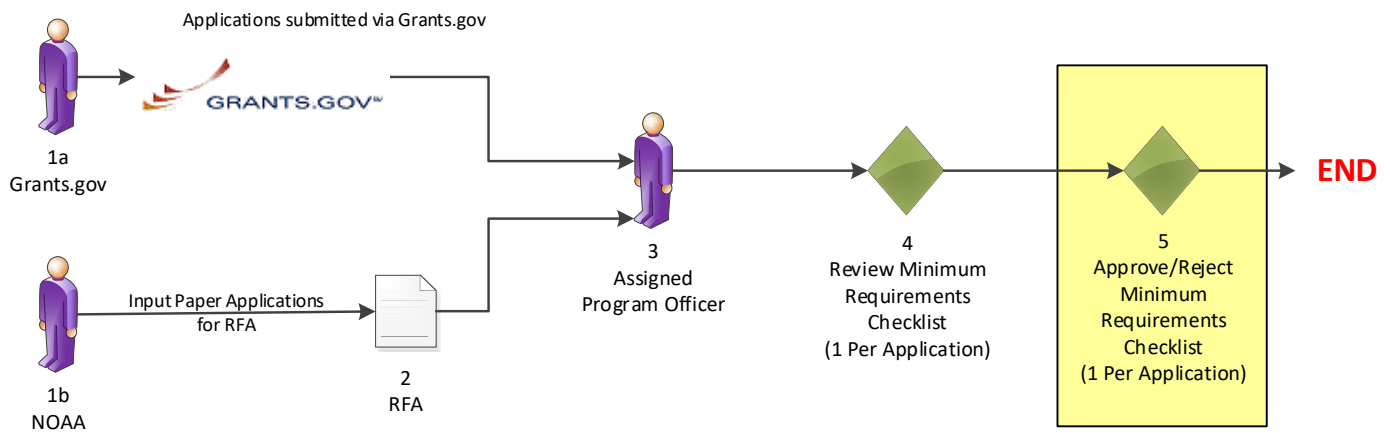 Applications submitted via Grants.gov
GRANTS.GOV℠
1a
Grants.gov
Input Paper Applications
for RFA
1b
NOAA
2
RFA
3
Assigned
Program Officer
4
Review Minimum
Requirements
Checklist
(1 Per Application)
5
Approve/Reject
Minimum
Requirements
Checklist
(1 Per Application)
END